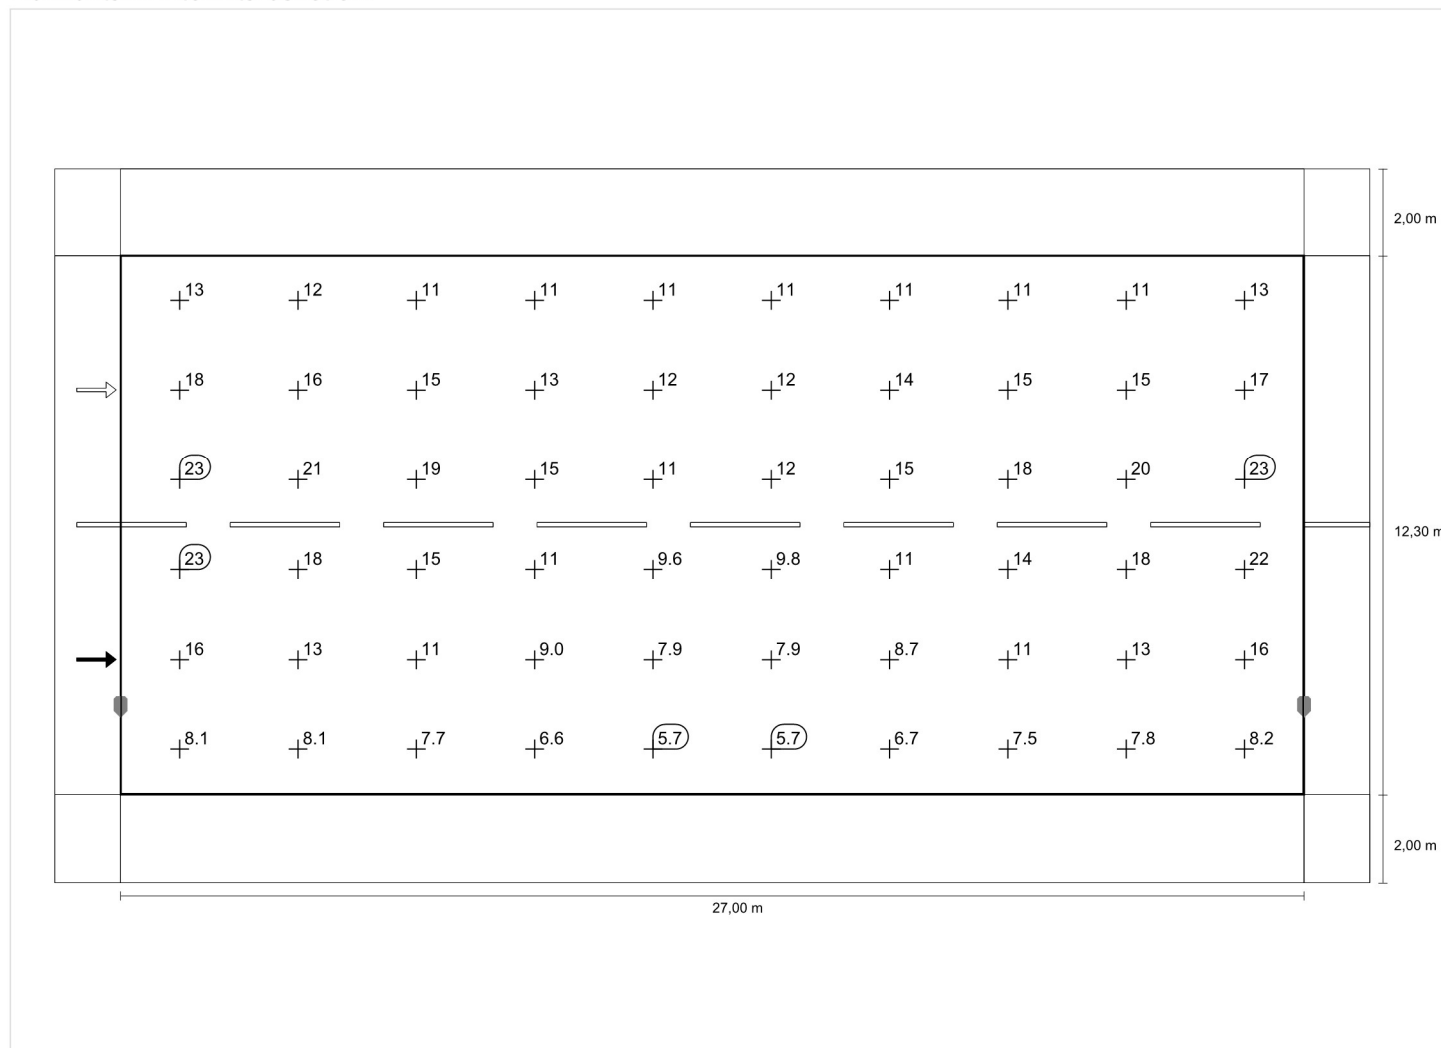 2,00 m
13 12 11 11 11 11 11 11 11 13
18 16 15 13 12 12 14 15 15 17
23 21 19 15 11 12 15 18 20 23
12,30 m
23 18 15 11 9.6 9.8 11 14 18 22
16 13 11 9.0 7.9 7.9 8.7 11 13 16
8.1 8.1 7.7 6.6 5.7 5.7 6.7 7.5 7.8 8.2
2,00 m
27,00 m